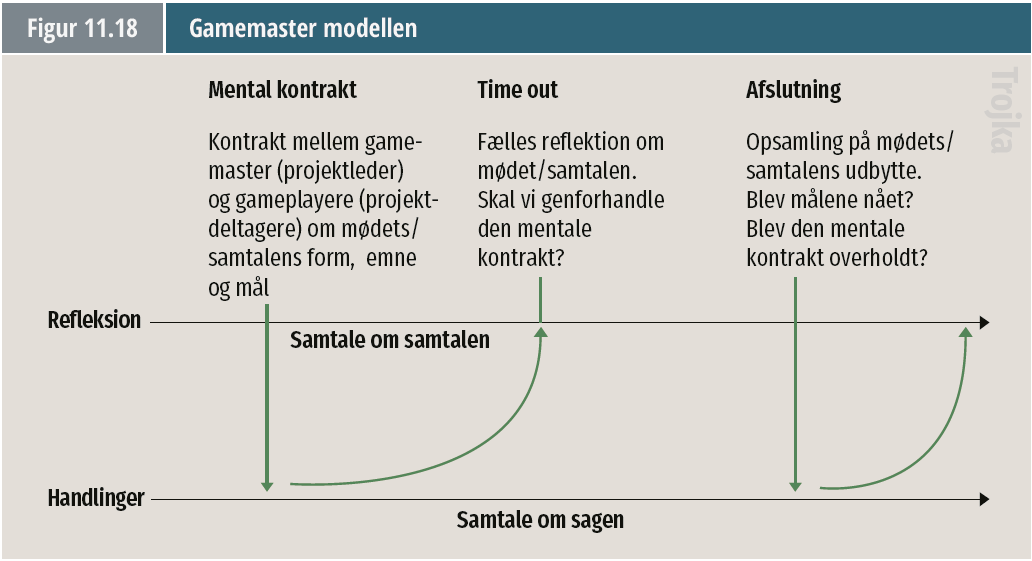 Figur 11.18
Gamemaster modellen
Trojka
Mental kontrakt
Kontrakt mellem game-
master (projektleder)
og gameplayere (projekt-
deltagere) om mødets/
samtalens form, emne
og mål
Time out
Fælles reflektion om
mødet/samtalen.
Skal vi genforhandle
den mentale
kontrakt?
Afslutning
Opsamling på mødets/
samtalens udbytte.
Blev målene nået?
Blev den mentale
kontrakt overholdt?
Refleksion
Samtale om samtalen
Handlinger
Samtale om sagen